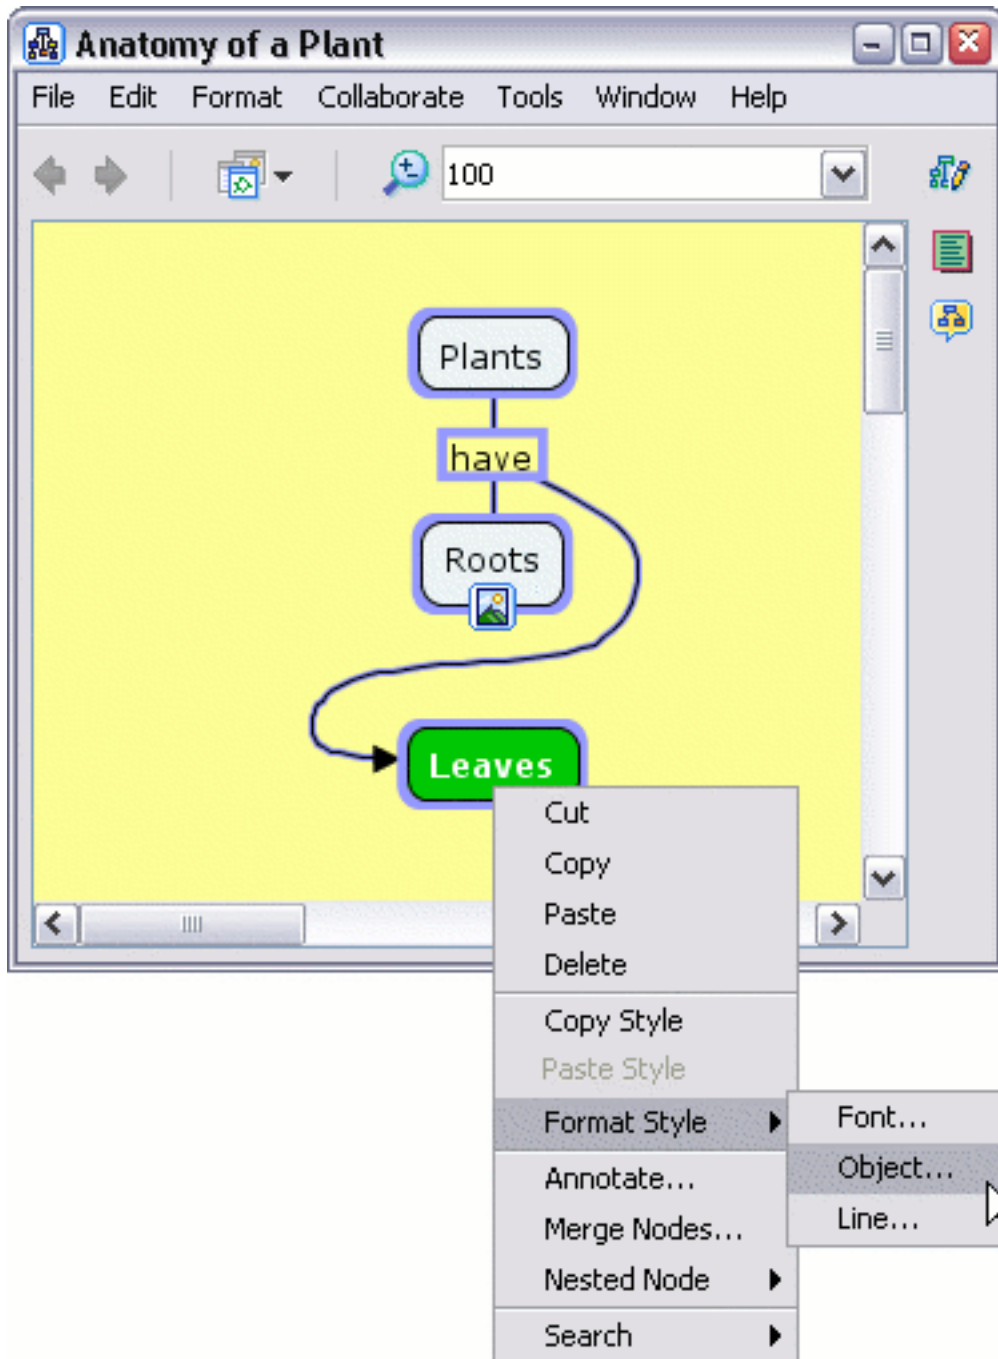 Anatomy of a Plant
File Edit Format Collaborate Tools Window Help
100
Plants
have
Roots
Leaves
Cut
Copy
Paste
Delete
Copy Style
Paste Style
Format Style
Font...
Object...
Line...
Annotate...
Merge Nodes...
Nested Node
Search